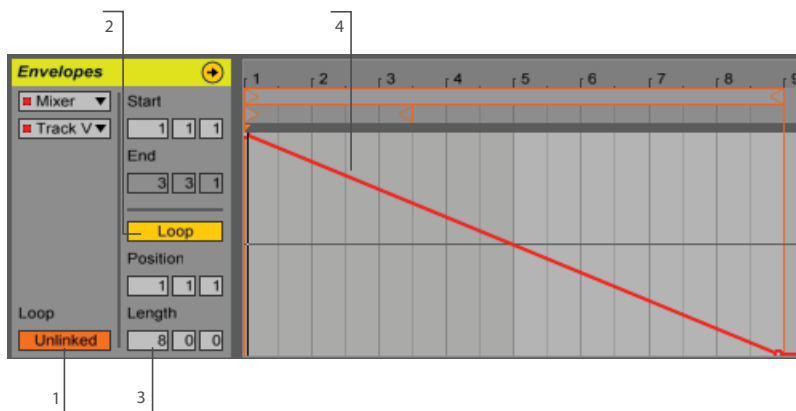 2
4
Envelopes
1 2 3 4 5 6 7 8 9
Mixer
Start
Track V
1 1 1
End
3 3 1
Loop
Position
1 1 1
Loop
Length
Unlinked
8 0 0
1
3